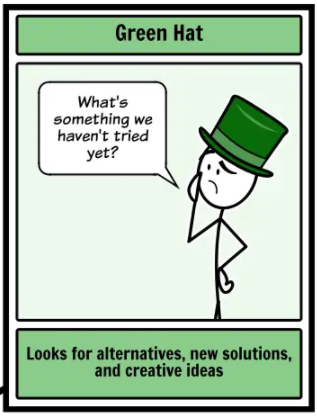 Green Hat
What's
something we
haven't tried
yet?
Looks for alternatives, new solutions,
and creative ideas